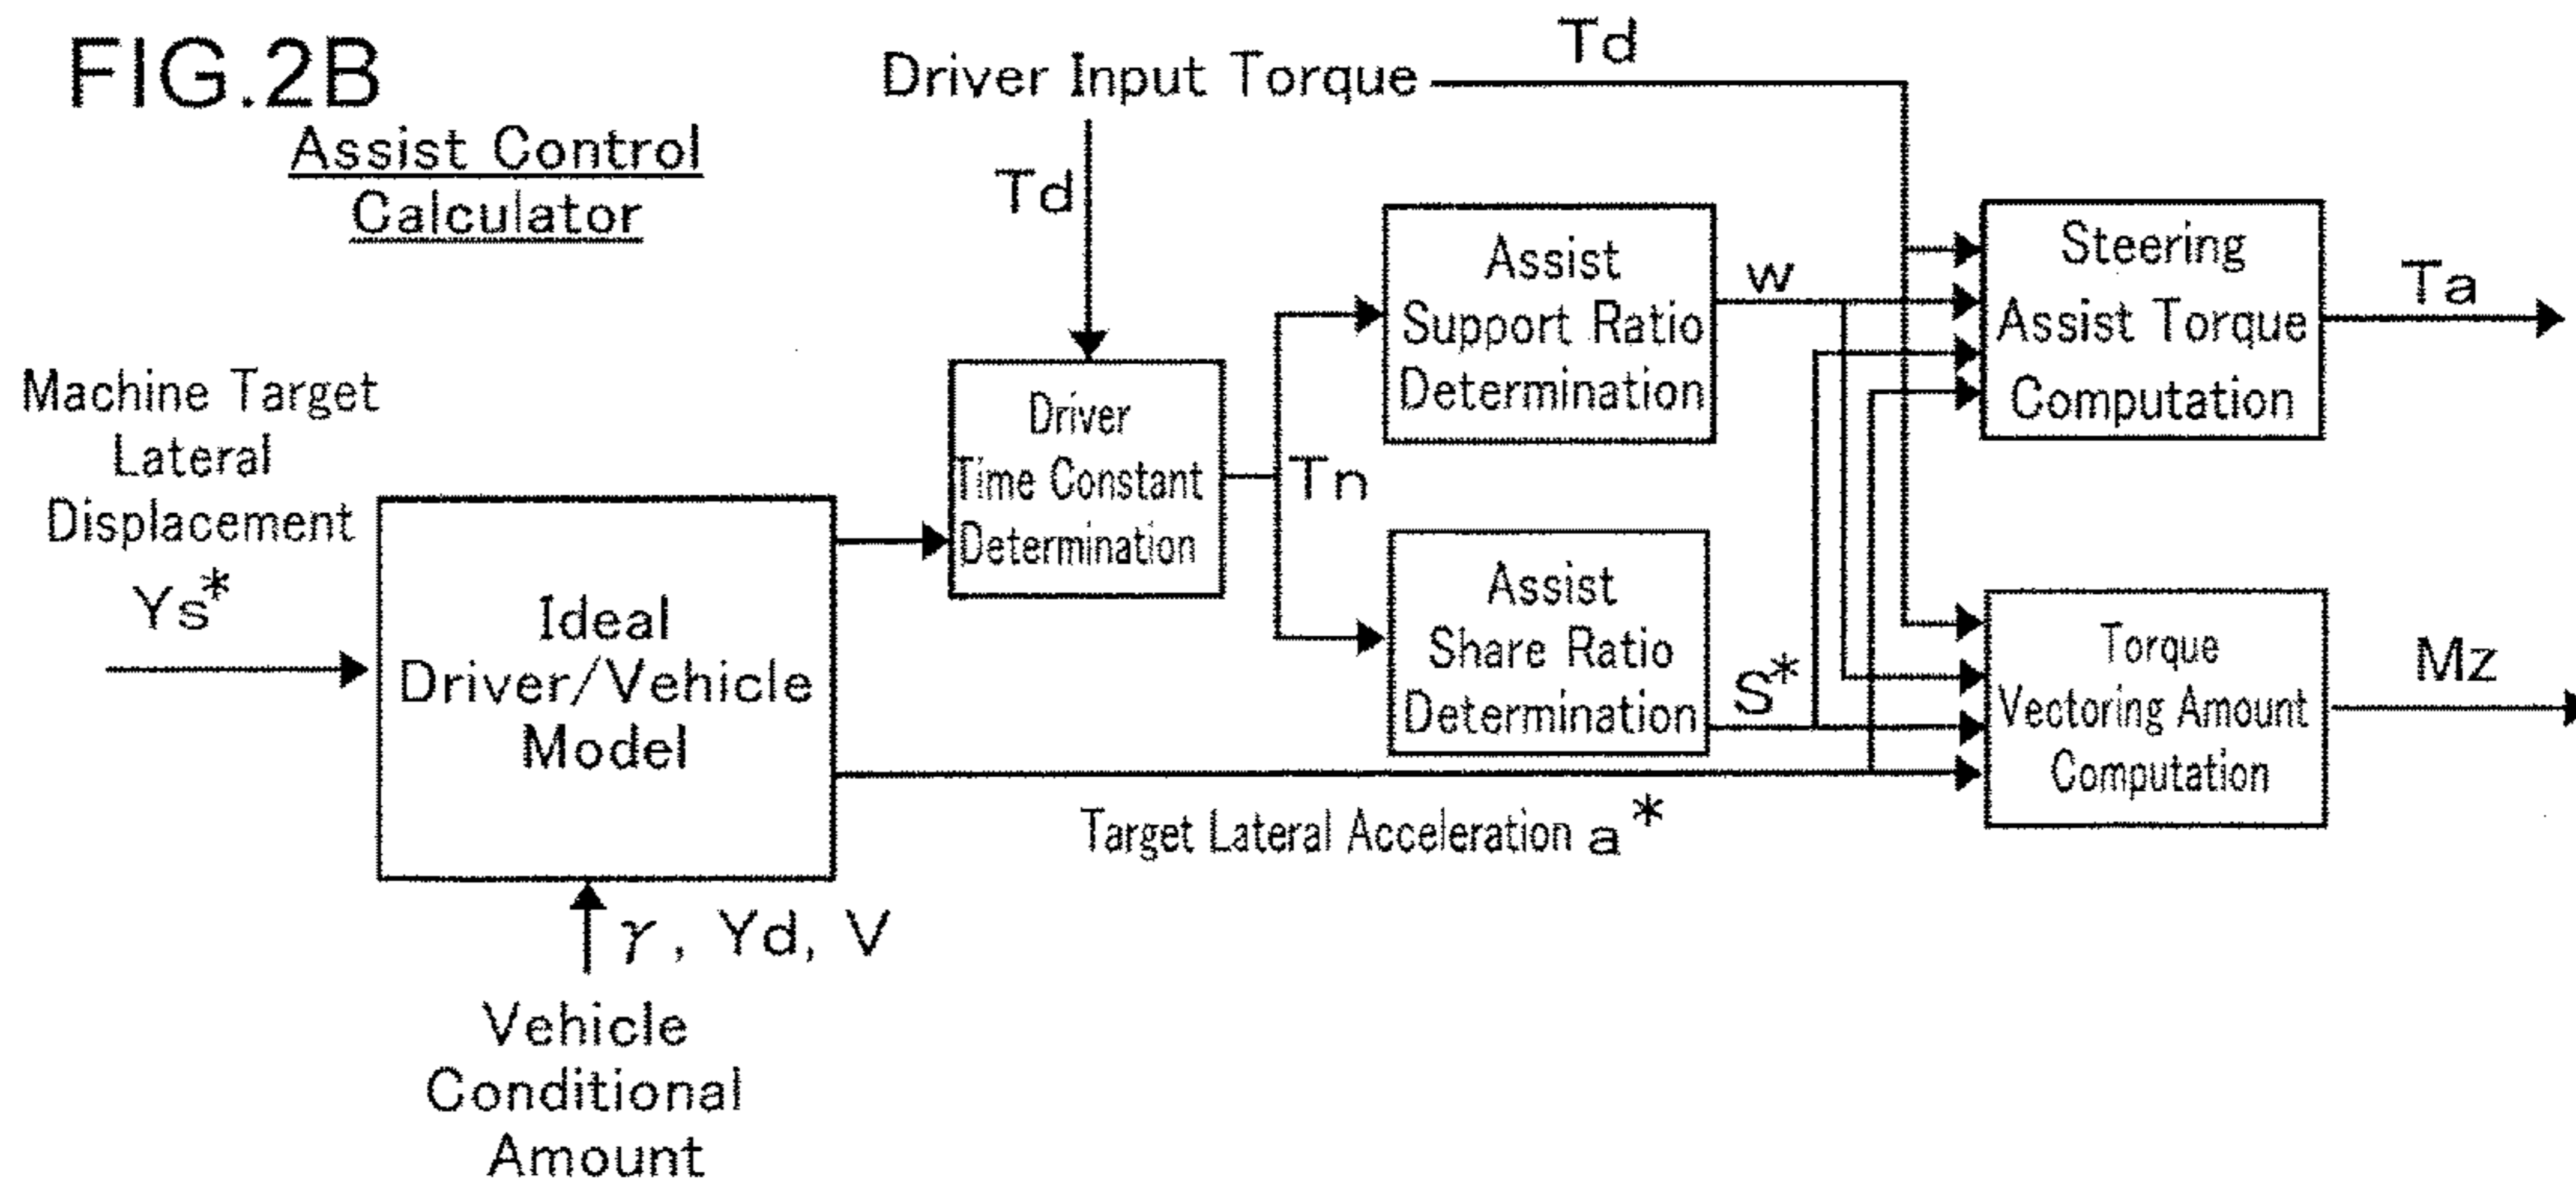 FIG.2B
Assist Control
Calculator
Driver Input Torque
Td
Td
Machine Target
Lateral
Displacement
Ys*
Ideal
Driver/Vehicle
Model
γ, Yd, V
Vehicle
Conditional
Amount
Driver
Time Constant
Determination
Tn
Assist
Support Ratio
Determination
w
Assist
Share Ratio
Determination
S*
Target Lateral Acceleration a*
Steering
Assist Torque
Computation
Ta
Torque
Vectoring Amount
Computation
Mz